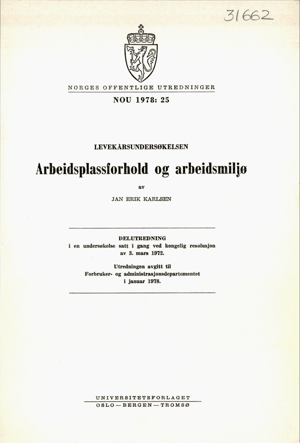 31662
NORGES OFFENTLIGE UTREDNINGER
NOU 1978: 25
LEVEKÅRSUNDERSØKELSEN
Arbeidsplassforhold og arbeidsmiljø
av
JAN ERIK KARLSEN
DELUTREDNING
i en undersøkelse satt i gang ved kongelig resolusjon
av 3. mars 1972.
Utredningen avgitt til
Forbruker- og administrasjonsdepartementet
i januar 1978.
UNIVERSITETSFORLAGET
OSLO — BERGEN — TROMSØ